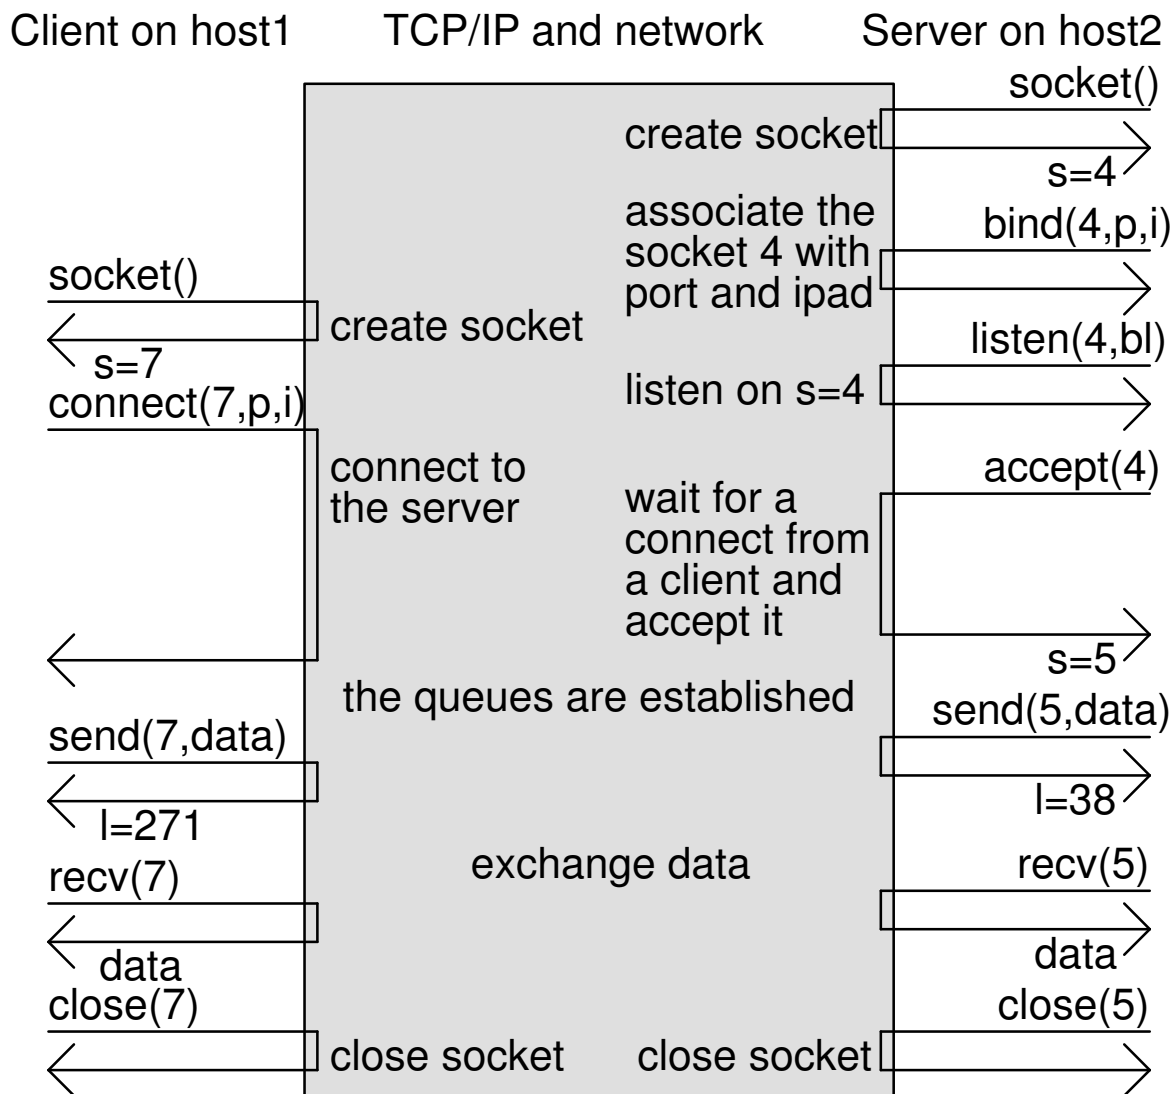 Client on host1 TCP/IP and network Server on host2
socket()
create socket
s=4
associate the
socket 4 with
port and ipad
bind(4,p,i)
socket()
create socket
s=7
listen(4,bl)
listen on s=4
connect(7,p,i)
connect to
the server
accept(4)
wait for a
connect from
a client and
accept it
s=5
the queues are established
send(7,data)
l=271
send(5,data)
l=38
exchange data
recv(7)
data
recv(5)
data
close(7)
close socket
close(5)
close socket